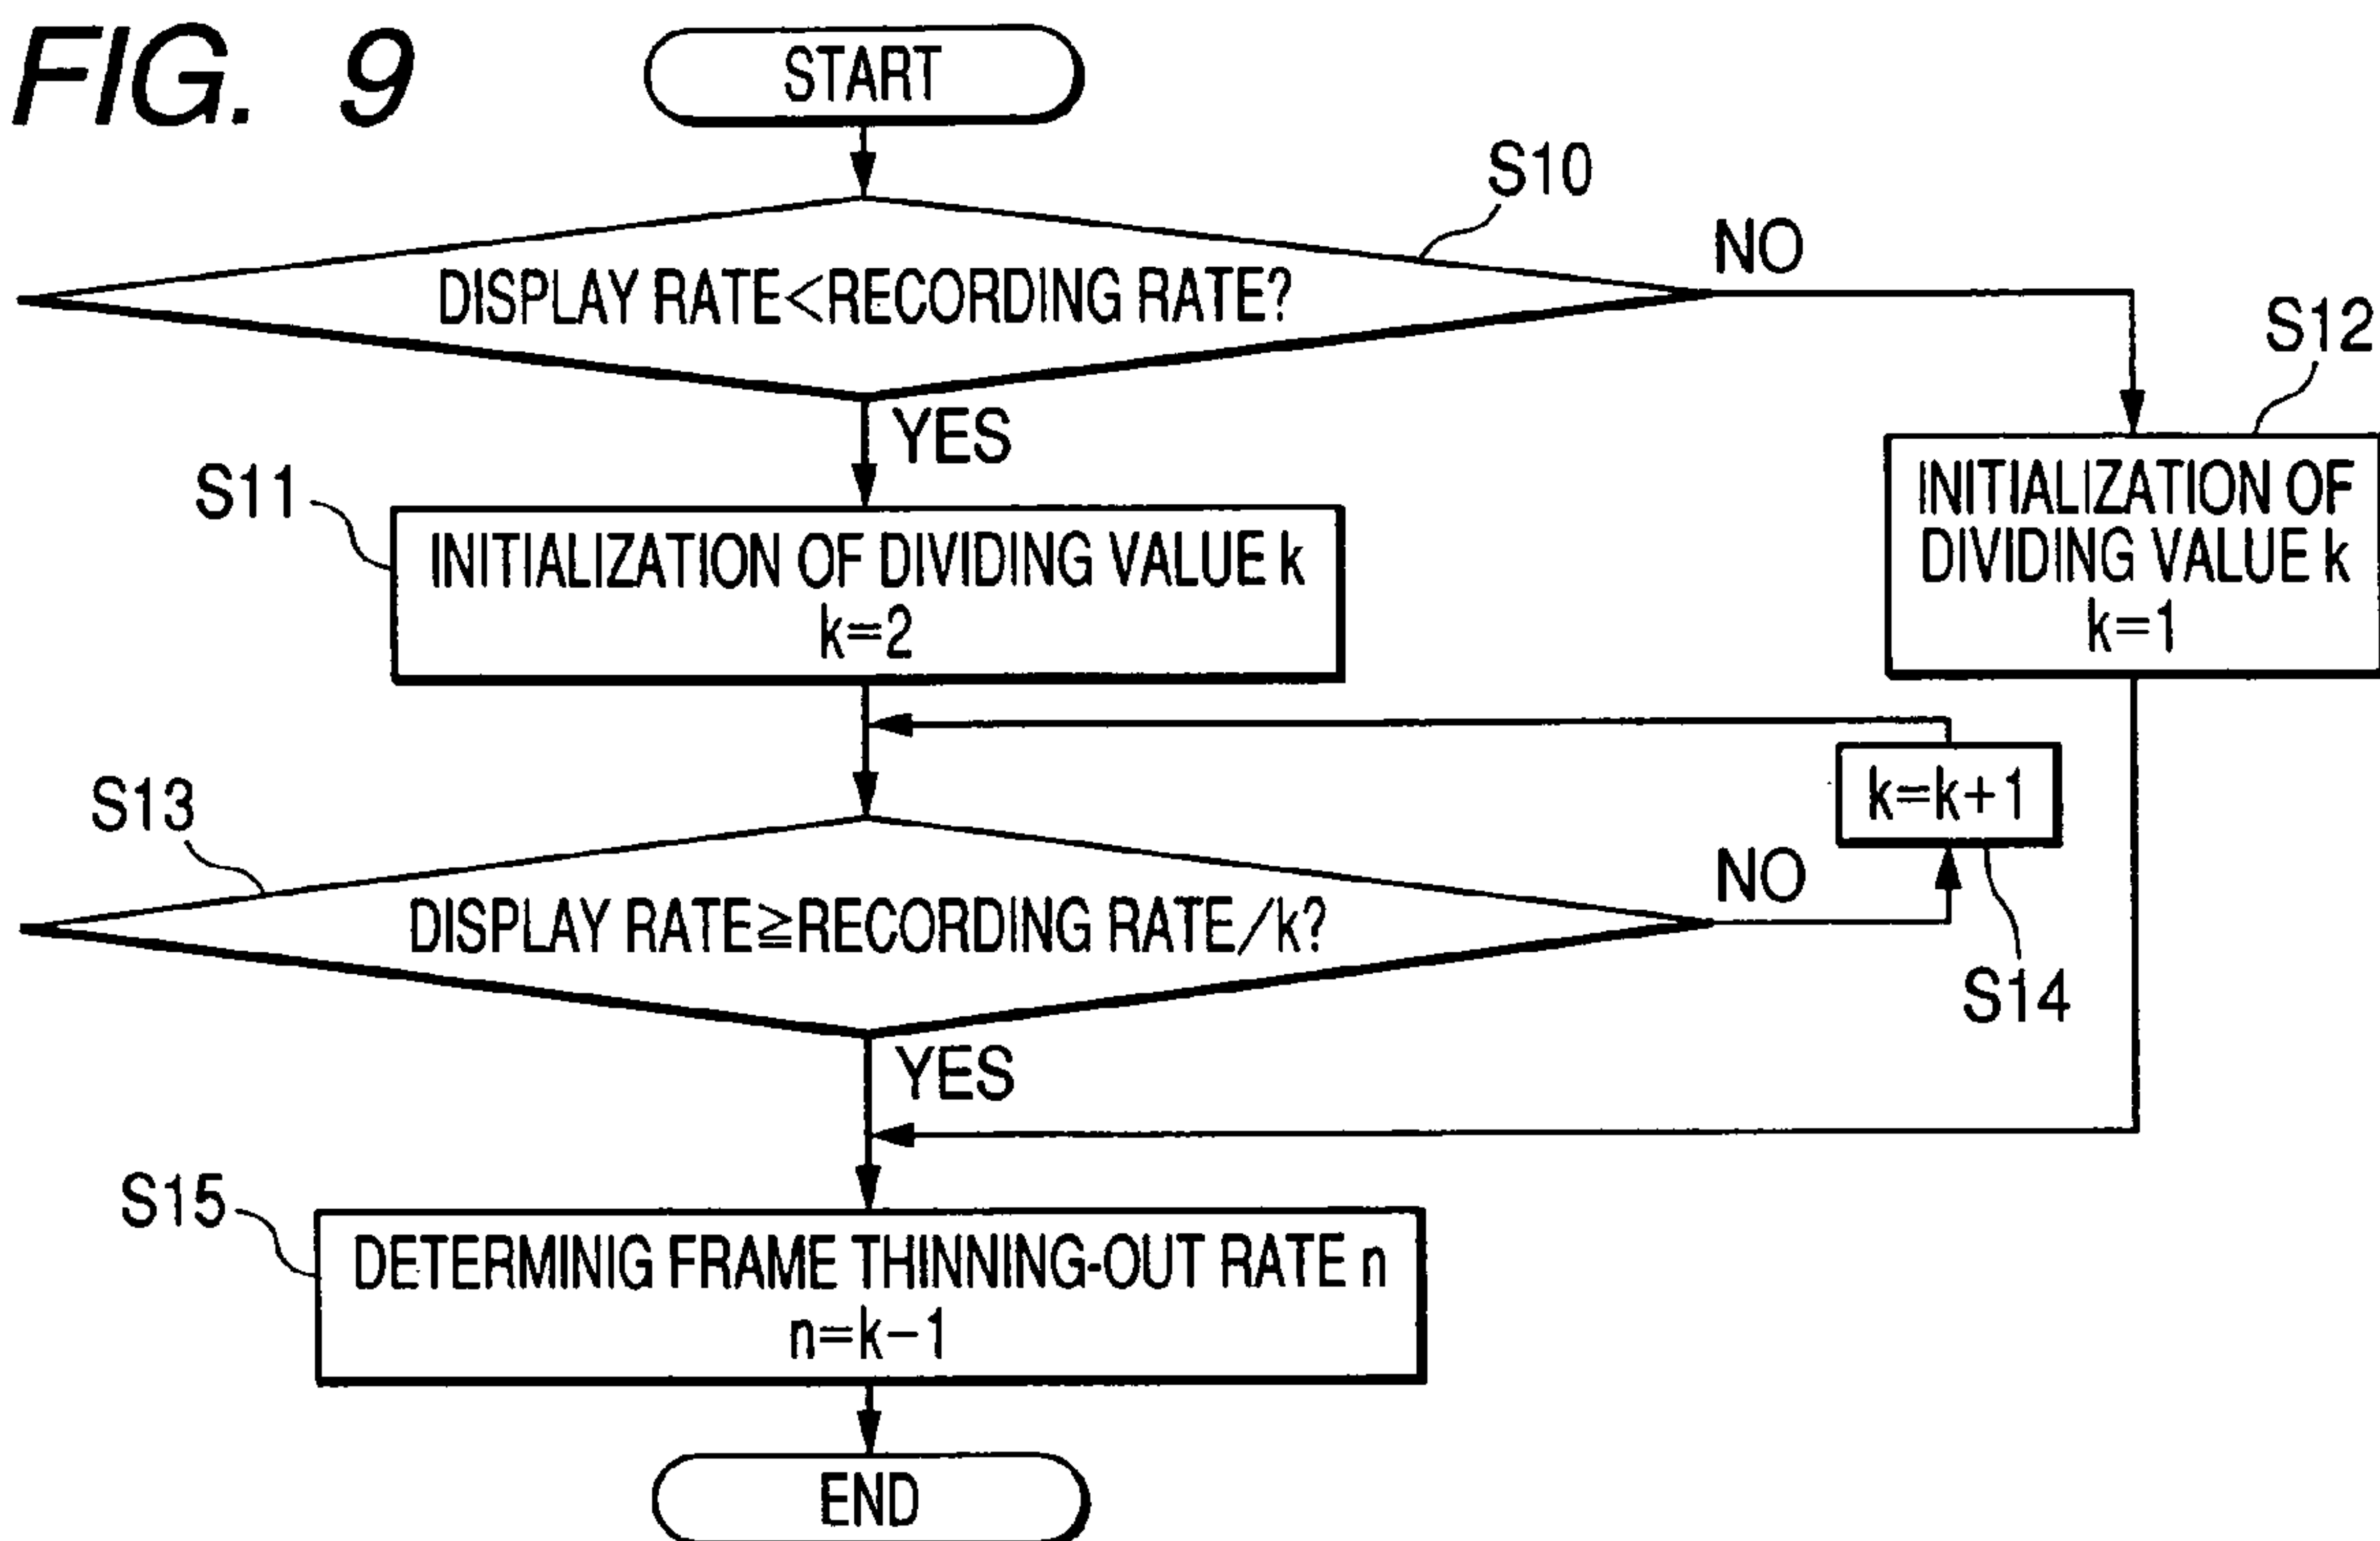 FIG. 9
START
S10
DISPLAY RATE<RECORDING RATE?
NO
S12
YES
S11
INITIALIZATION OF DIVIDING VALUE k
k=2
INITIALIZATION OF
DIVIDING VALUE k
k=1
k=k+1
S13
DISPLAY RATE≧RECORDING RATE/k?
NO
S14
YES
S15
DETERMINIG FRAME THINNING-OUT RATE n
n=k−1
END